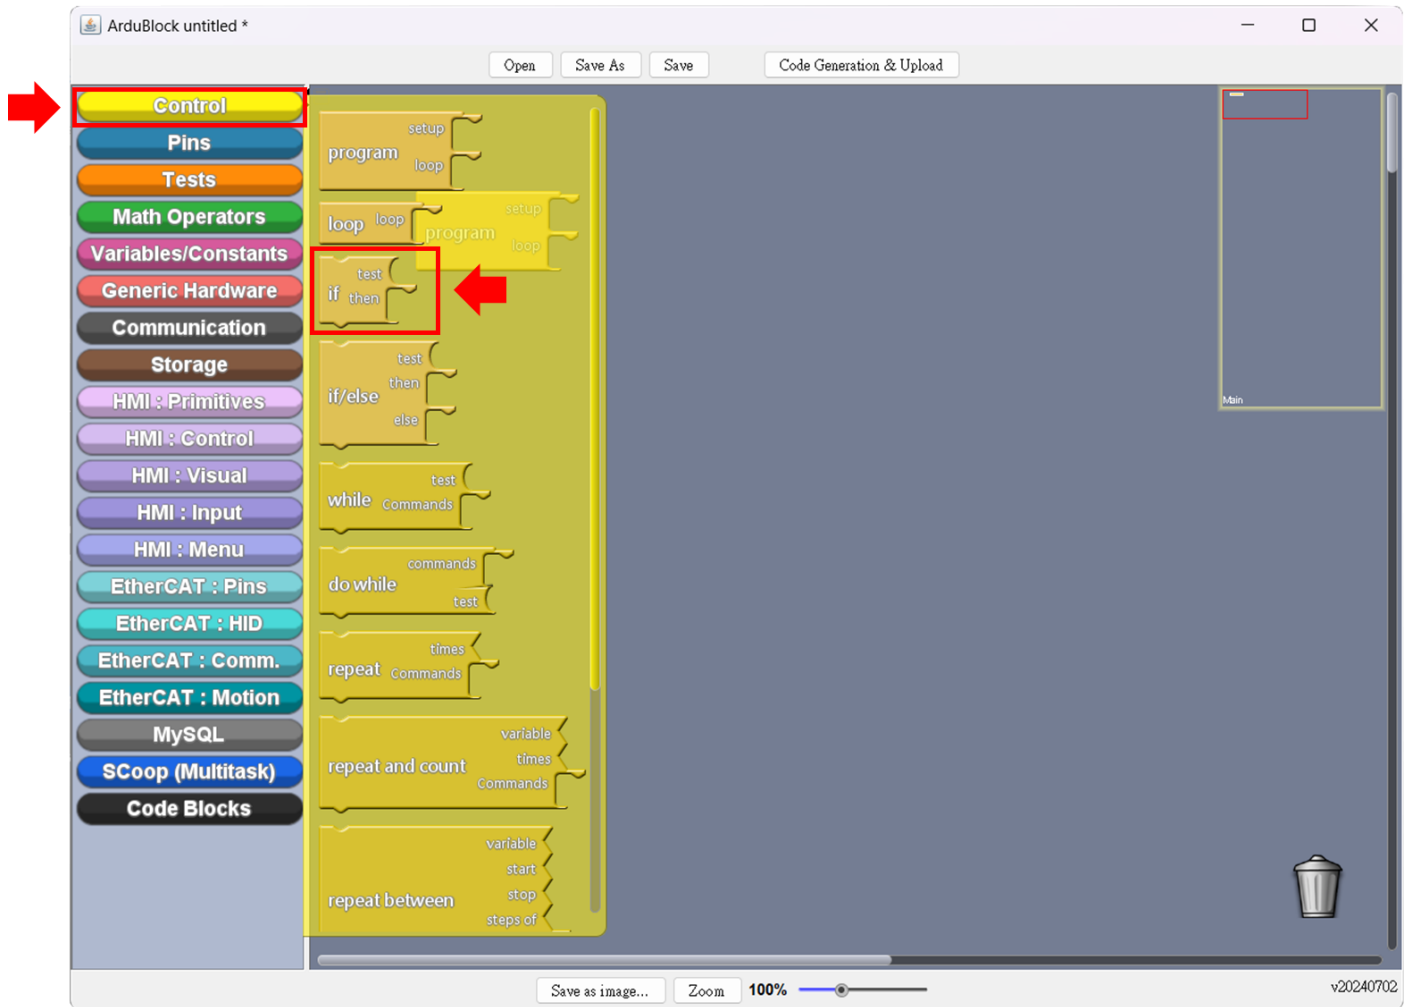 ArduBlock untitled *
Open Save As Save Code Generation & Upload
Control
Pins
Tests
Math Operators
Variables/Constants
Generic Hardware
Communication
Storage
HMI : Primitives
HMI : Control
HMI : Visual
HMI : Input
HMI : Menu
EtherCAT : Pins
EtherCAT : HID
EtherCAT : Comm.
EtherCAT : Motion
MySQL
SCoop (Multitask)
Code Blocks
setup
program
loop
loop loop
setup
program
loop
test
if then
test
then
if/else
else
test
while Commands
commands
do while
test
times
repeat Commands
variable
repeat and count times
Commands
variable
start
repeat between stop
steps of
Main
Save as image... Zoom 100%
v20240702